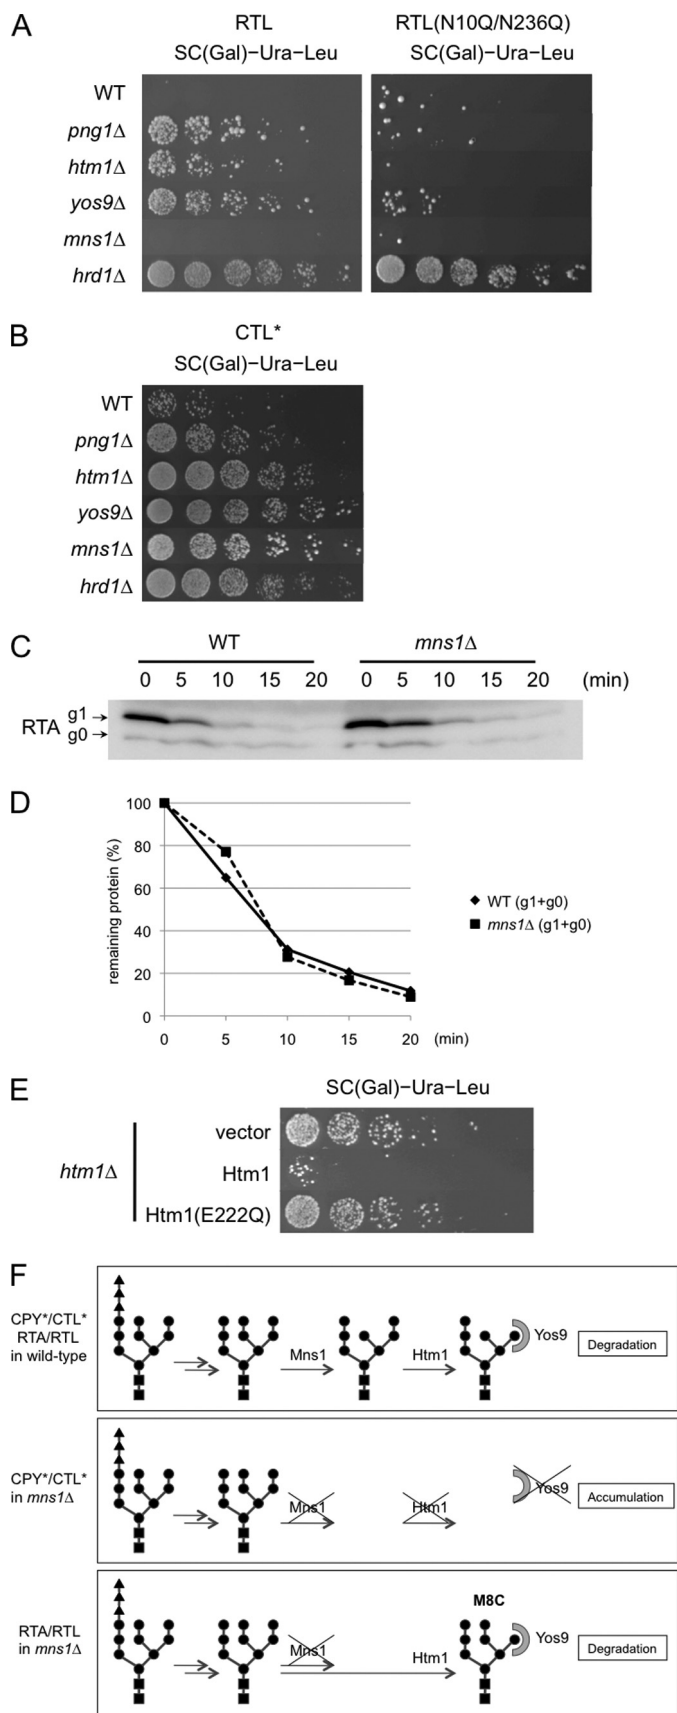 A
RTL
SC(Gal)−Ura−Leu
RTL(N10Q/N236Q)
SC(Gal)−Ura−Leu
WT
png1Δ
htm1Δ
yos9Δ
mns1Δ
hrd1Δ
B
CTL*
SC(Gal)−Ura−Leu
WT
png1Δ
htm1Δ
yos9Δ
mns1Δ
hrd1Δ
C
WT
mns1Δ
0 5 10 15 20 0 5 10 15 20 (min)
RTA
g1
g0
D
remaining protein (%)
100
80
60
40
20
0
0 5 10 15 20 (min)
WT (g1+g0)
mns1Δ (g1+g0)
E
SC(Gal)−Ura−Leu
htm1Δ
vector
Htm1
Htm1(E222Q)
F
CPY*/CTL*
RTA/RTL
in wild-type
Mns1
Htm1
Yos9
Degradation
CPY*/CTL*
in mns1Δ
Mns1
Htm1
Yos9
Accumulation
RTA/RTL
in mns1Δ
Mns1
Htm1
M8C
Yos9
Degradation